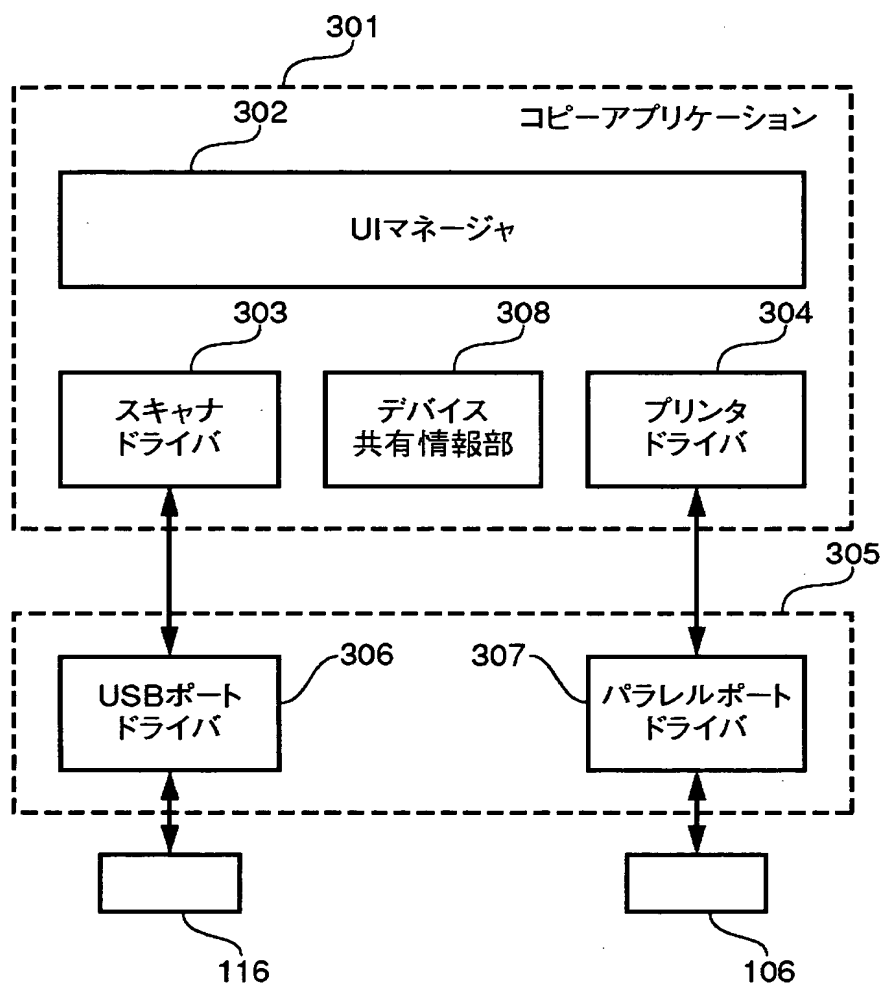 301
コピーアプリケーション
302
UIマネージャ
303
308
304
スキャナ
ドライバ
デバイス
共有情報部
プリンタ
ドライバ
305
306
307
USBポート
ドライバ
パラレルポート
ドライバ
116
106